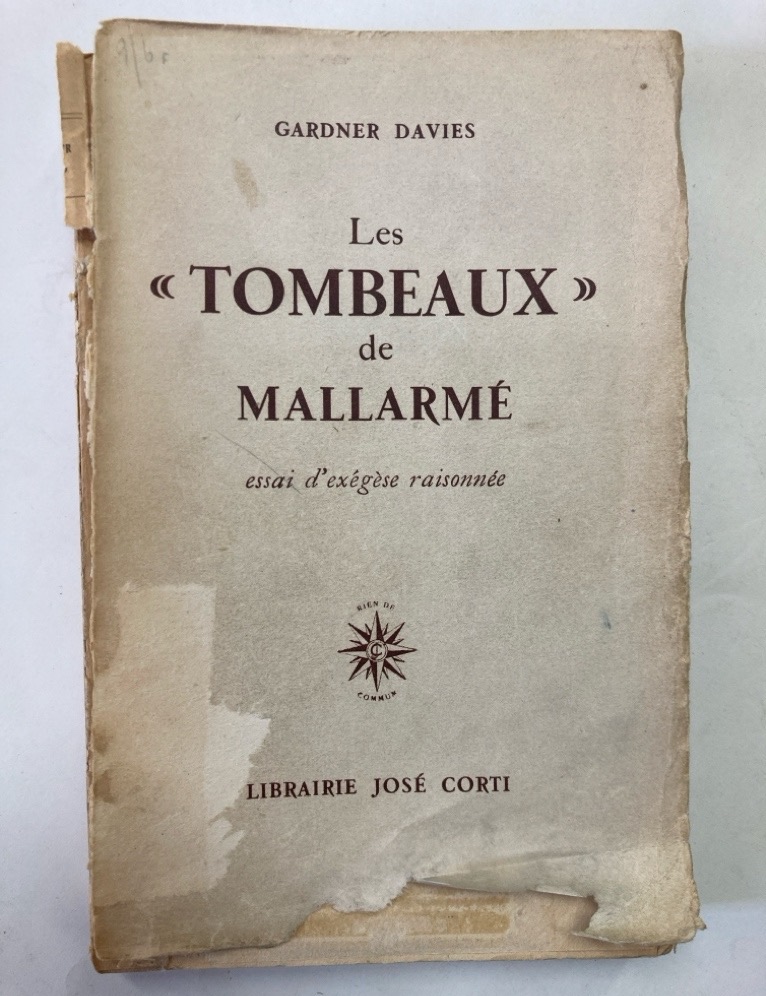 GARDNER DAVIES
Les
« TOMBEAUX »
de
MALLARMÉ
essai d'exégèse raisonnée
RIEN DE
COMMUN
LIBRAIRIE JOSÉ CORTI